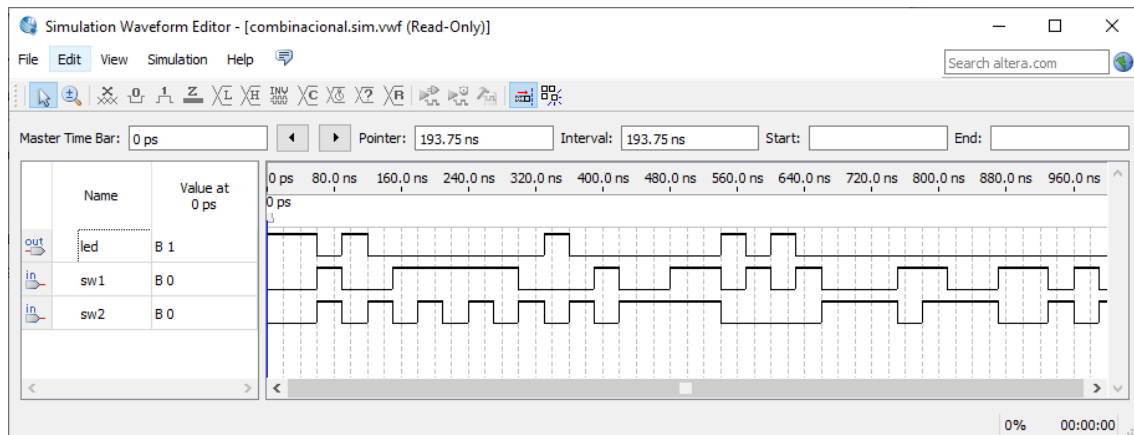 Simulation Waveform Editor - [combinacional.sim.vwf (Read-Only)]
File Edit View Simulation Help
Search altera.com
X 0 1 Z L H INV C 2 R
Master Time Bar: 0 ps Pointer: 193.75 ns Interval: 193.75 ns Start: End:
Name Value at 0 ps
0 ps 80.0 ns 160.0 ns 240.0 ns 320.0 ns 400.0 ns 480.0 ns 560.0 ns 640.0 ns 720.0 ns 800.0 ns 880.0 ns 960.0 ns
0 ps
out led B 1
in sw1 B 0
in sw2 B 0
0% 00:00:00